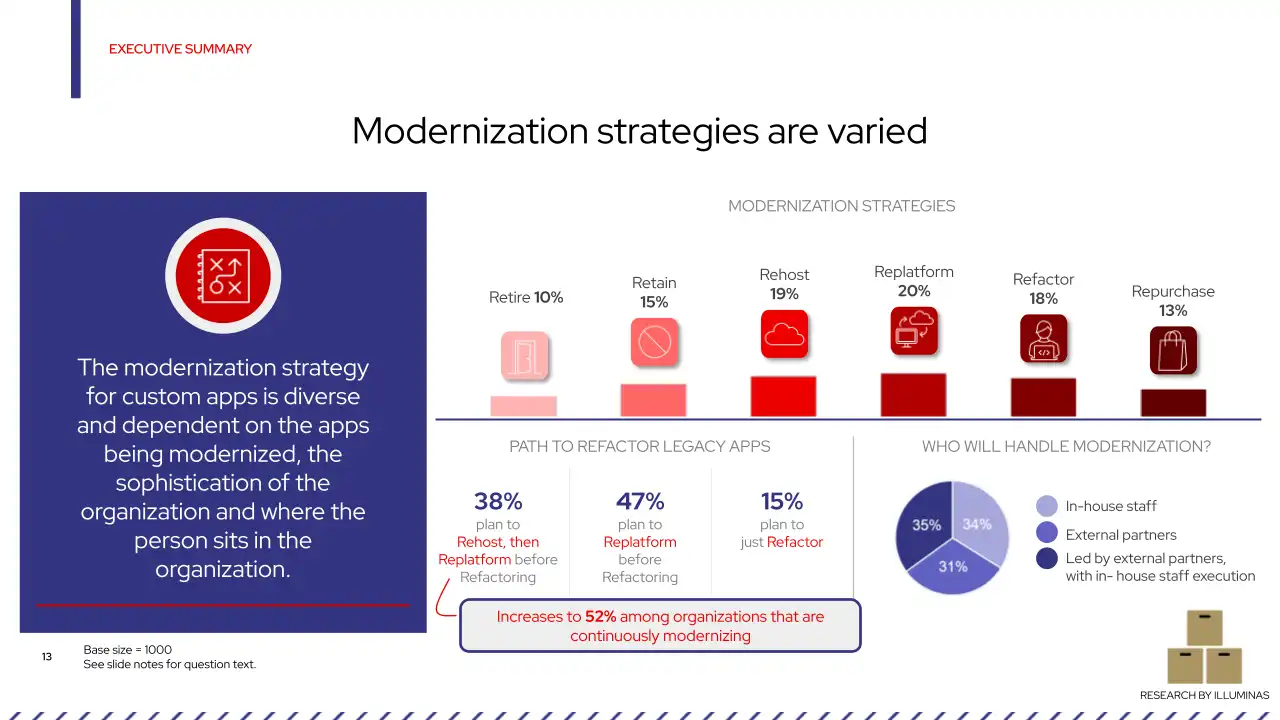 EXECUTIVE SUMMARY
Modernization strategies are varied
The modernization strategy
for custom apps is diverse
and dependent on the apps
being modernized, the
sophistication of the
organization and where the
person sits in the
organization.
MODERNIZATION STRATEGIES
Retire 10%
Retain
15%
Rehost
19%
Replatform
20%
Refactor
18%
Repurchase
13%
PATH TO REFACTOR LEGACY APPS
38%
plan to
Rehost, then
Replatform before
Refactoring
47%
plan to
Replatform
before
Refactoring
15%
plan to
just Refactor
Increases to 52% among organizations that are
continuously modernizing
WHO WILL HANDLE MODERNIZATION?
35%
34%
31%
In-house staff
External partners
Led by external partners,
with in- house staff execution
13
Base size = 1000
See slide notes for question text.
RESEARCH BY ILLUMINAS